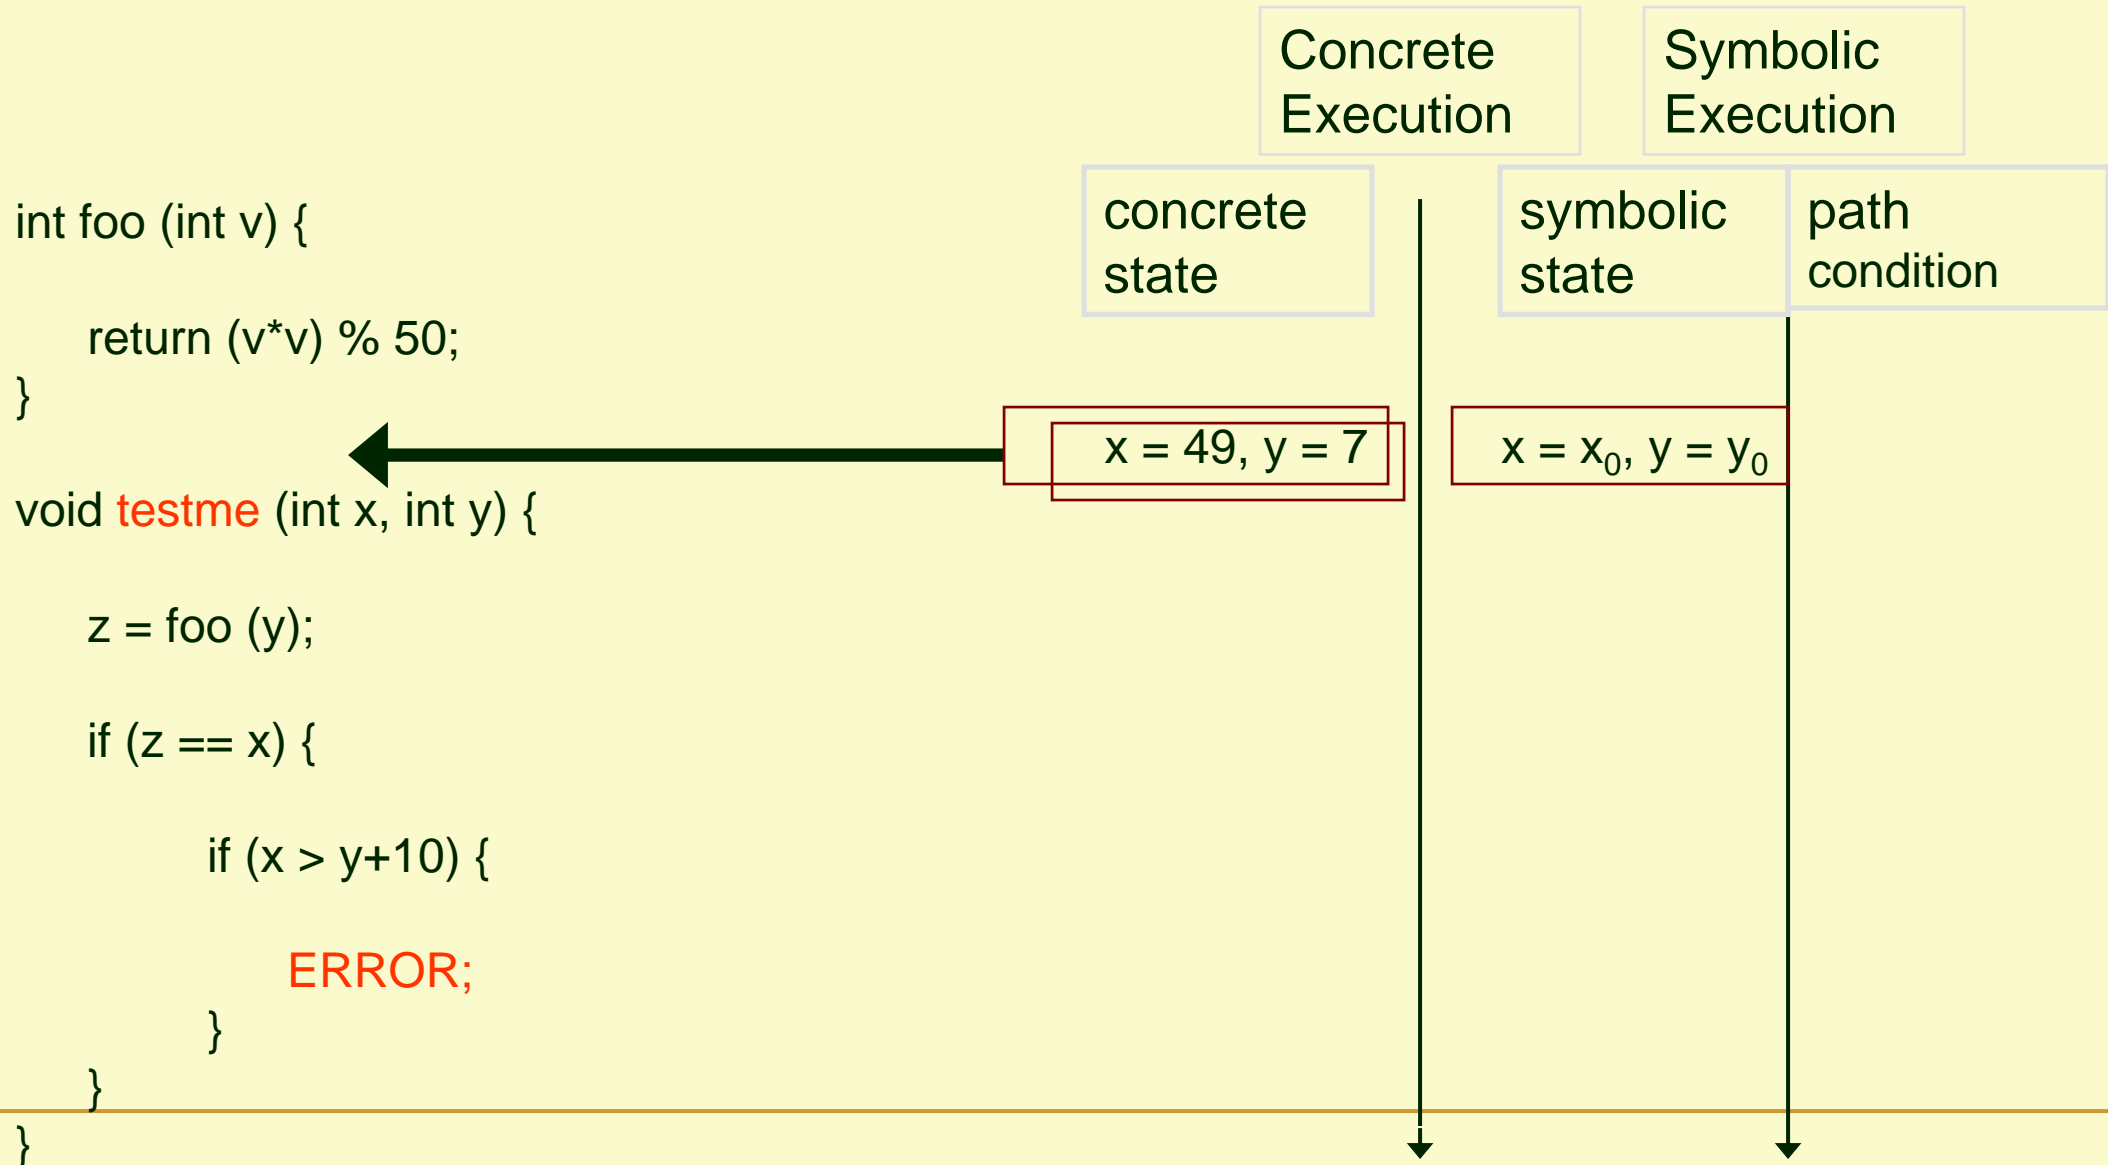 Concrete
Execution
Symbolic
Execution
concrete
state
symbolic
state
path
condition
int foo (int v) {
return (v*v) % 50;
}
x = 49, y = 7
x = x₀, y = y₀
void testme (int x, int y) {
z = foo (y);
if (z == x) {
if (x > y+10) {
ERROR;
}
}
}